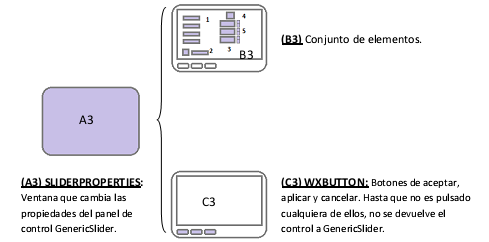 1
4
5
2
3
B3
(B3) Conjunto de elementos.
A3
(A3) SLIDERPROPERTIES:
Ventana que cambia las
propiedades del panel de
control GenericSlider.
C3
(C3) WXBUTTON: Botones de aceptar,
aplicar y cancelar. Hasta que no es pulsado
cualquiera de ellos, no se devuelve el
control a GenericSlider.